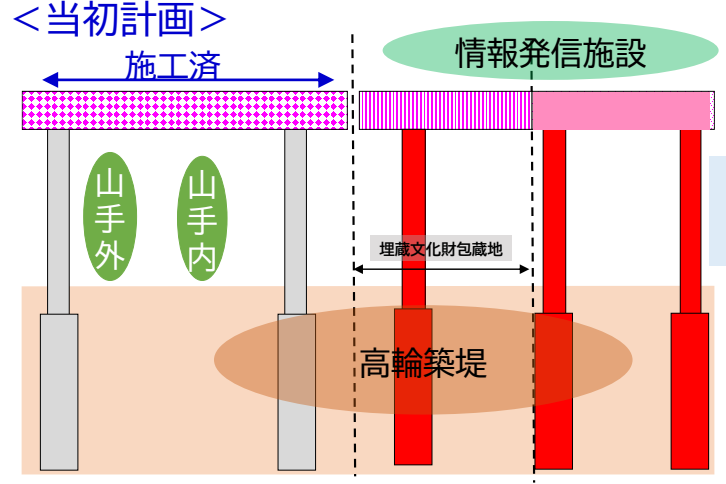 ＜当初計画＞
施工済
情報発信施設
山手外
山手内
埋蔵文化財包蔵地
高輪築堤